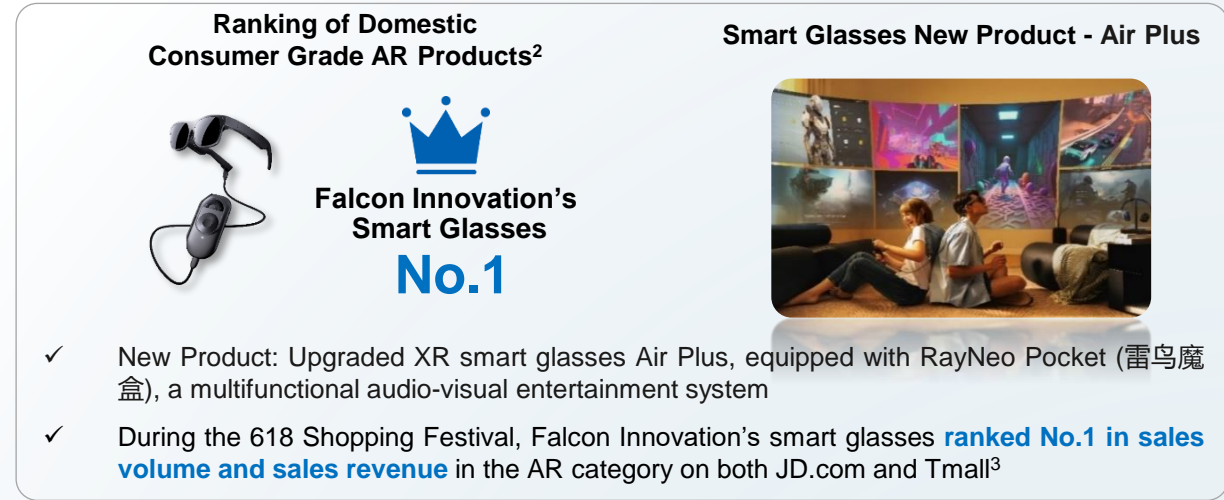 Ranking of Domestic
Consumer Grade AR Products2
Smart Glasses New Product - Air Plus
Falcon Innovation's
Smart Glasses
No.1
✓ New Product: Upgraded XR smart glasses Air Plus, equipped with RayNeo Pocket (雷鸟魔
盒), a multifunctional audio-visual entertainment system
✓ During the 618 Shopping Festival, Falcon Innovation's smart glasses ranked No.1 in sales
volume and sales revenue in the AR category on both JD.com and Tmall3